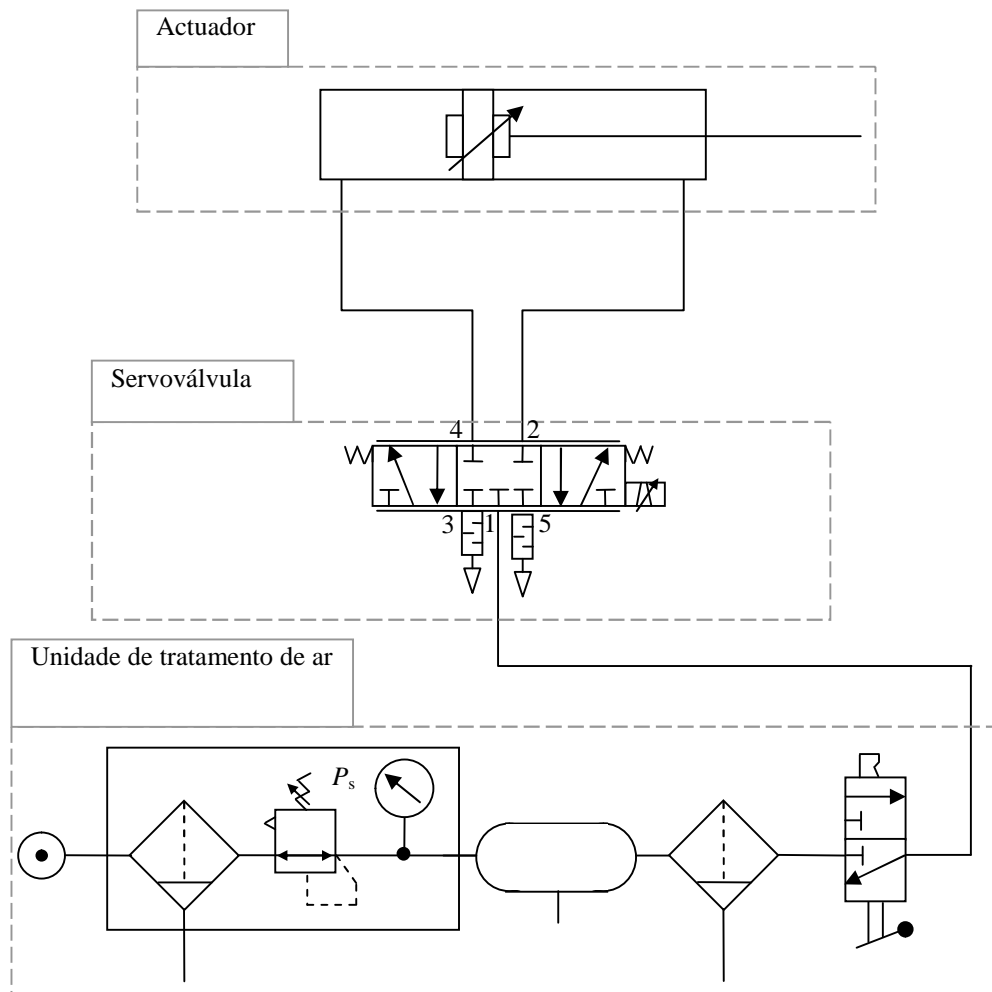 Actuador
Servoválvula
4 2
3 1 5
Unidade de tratamento de ar
Ps